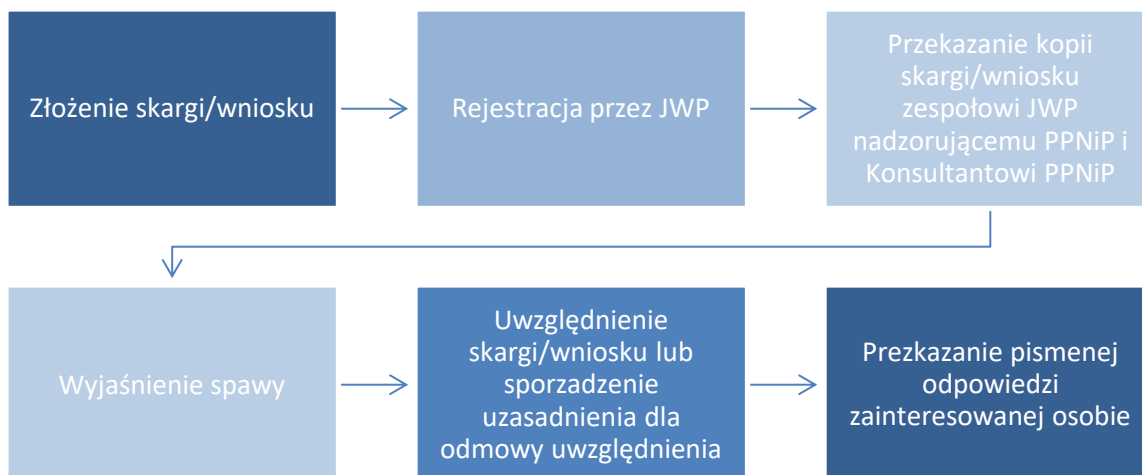 Złożenie skargi/wniosku
Rejestracja przez JWP
Przekazanie kopii
skargi/wniosku
zespołowi JWP
nadzorującemu PPNiP i
Konsultantowi PPNiP
Wyjaśnienie spawy
Uwzględnienie
skargi/wniosku lub
sporzadzenie
uzasadnienia dla
odmowy uwzględnienia
Prezkazanie pismenej
odpowiedzi
zainteresowanej osobie